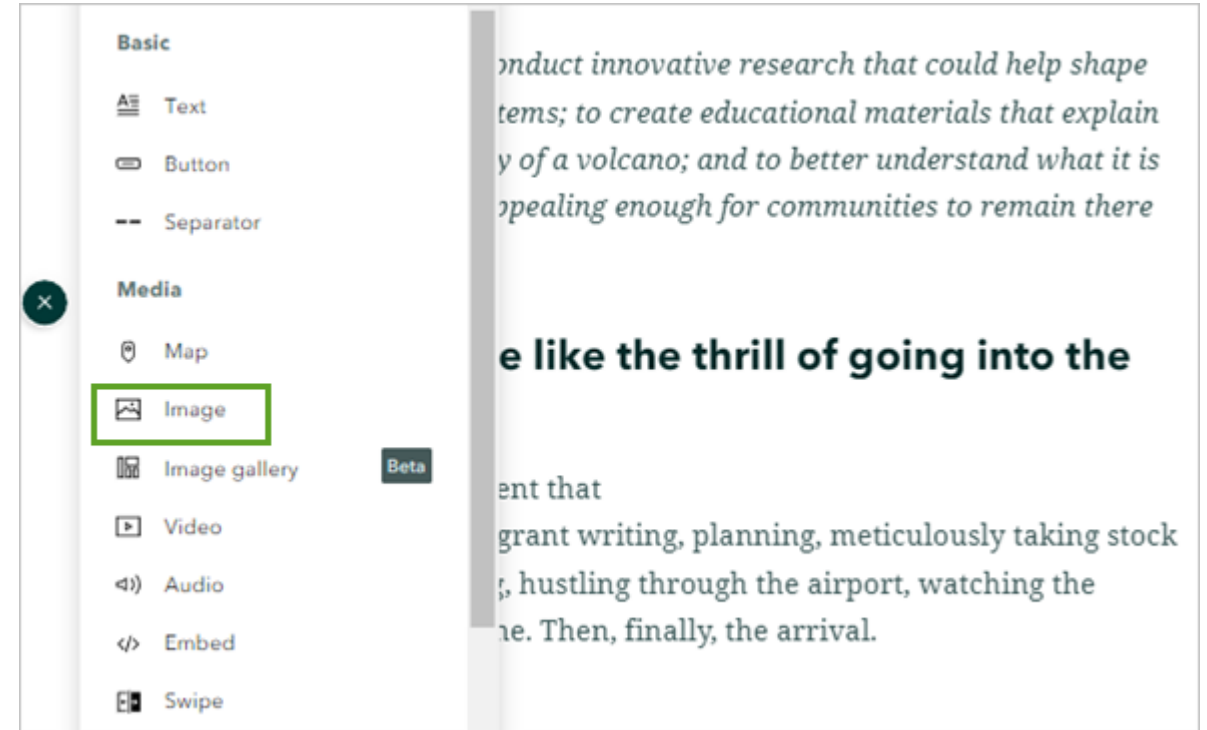 Basic
Text
Button
Separator
Media
Map
Image
Image gallery Beta
Video
Audio
Embed
Swipe
onduct innovative research that could help shape
tems; to create educational materials that explain
y of a volcano; and to better understand what it is
ppealing enough for communities to remain there
e like the thrill of going into the
ent that
grant writing, planning, meticulously taking stock
, hustling through the airport, watching the
ne. Then, finally, the arrival.